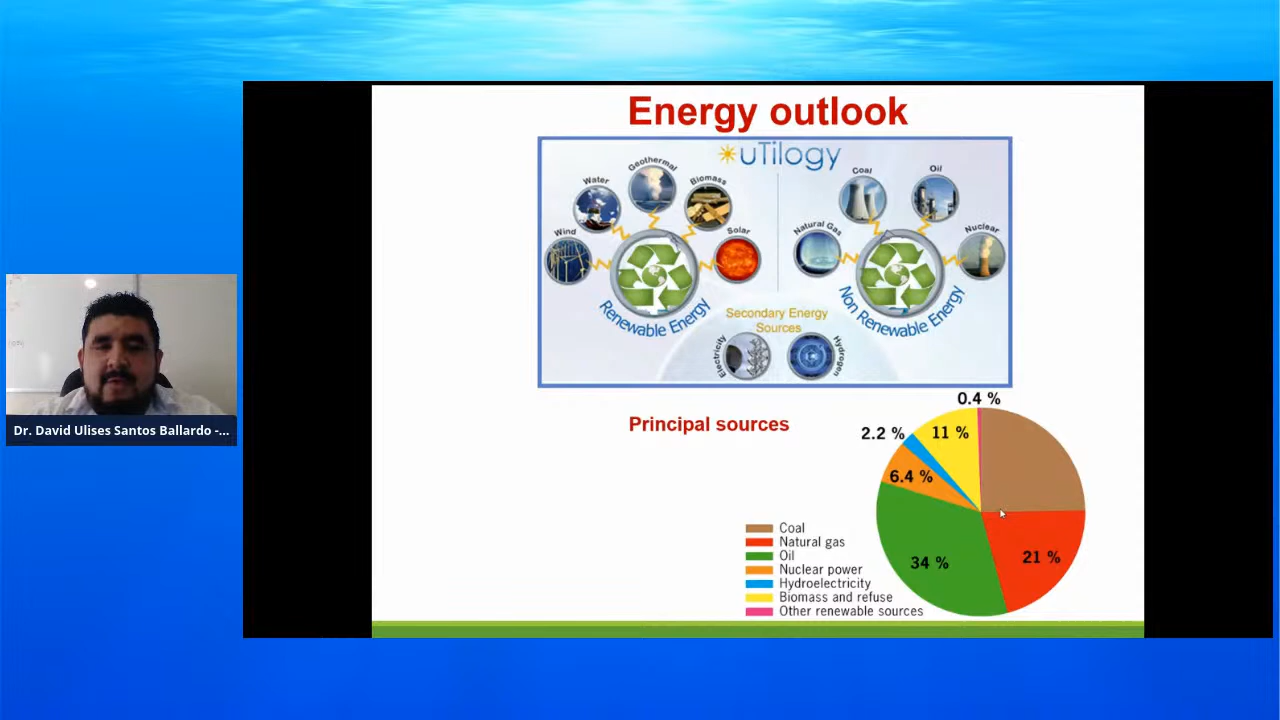 Energy outlook
uTilogy
Geothermal
Water
Biomass
Wind
Solar
Renewable Energy
Coal
Oil
Natural Gas
Nuclear
Non Renewable Energy
Secondary Energy
Sources
Electricity
Hydrogen
Principal sources
0.4 %
2.2 %
11 %
6.4 %
34 %
21 %
Coal
Natural gas
Oil
Nuclear power
Hydroelectricity
Biomass and refuse
Other renewable sources
Dr. David Ulises Santos Ballardo -...